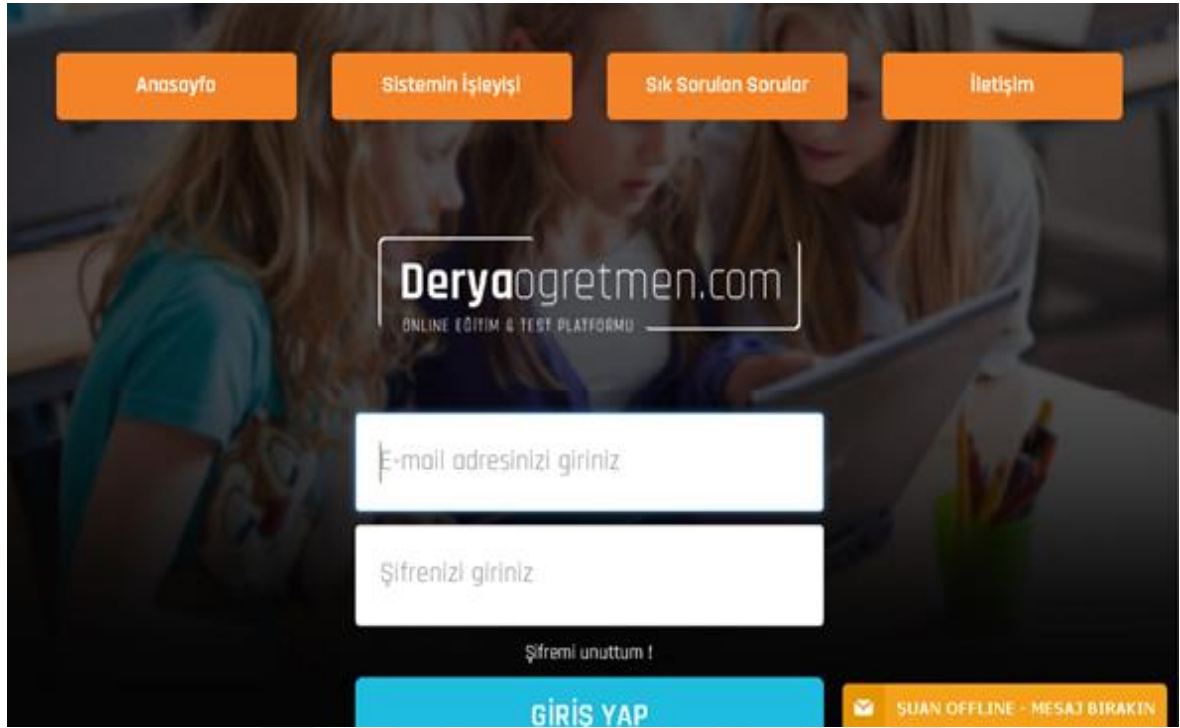 Anasayfa
Sistemin İşleyişi
Sık Sorulan Sorular
İletişim
Deryaogretmen.com
ONLINE EĞİTİM & TEST PLATFORMU
E-mail adresinizi giriniz
Şifrenizi giriniz
Şifremi unuttum !
GİRİŞ YAP
ŞUAN OFFLINE - MESAJ BIRAKIN